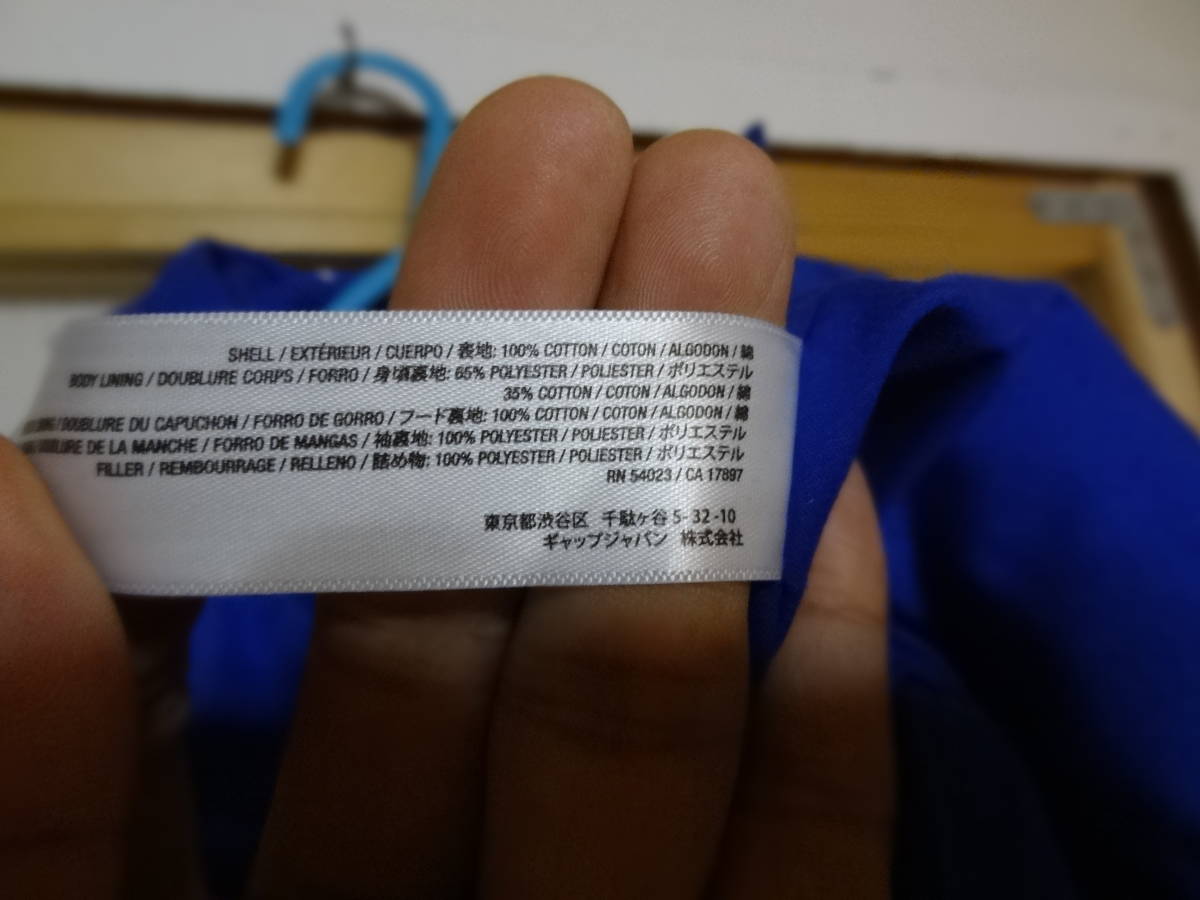 SHELL / EXTÉRIEUR / CUERPO / 表地: 100% COTTON / COTON / ALGODON / 綿
BODY LINING / DOUBLURE CORPS / FORRO / 身頃裏地: 65% POLYESTER / POLIESTER / ポリエステル
35% COTTON / COTON / ALGODON / 綿
/ DOUBLURE DU CAPUCHON / FORRO DE GORRO / フード裏地: 100% COTTON / COTON / ALGODON / 綿
DE LA MANCHE / FORRO DE MANGAS / 袖裏地: 100% POLYESTER / POLIESTER / ポリエステル
FILLER / REMBOURRAGE / RELLENO / 詰め物: 100% POLYESTER / POLIESTER / ポリエステル
RN 54023 / CA 17897
東京都渋谷区 千駄ヶ谷 5-32-10
ギャップジャパン 株式会社